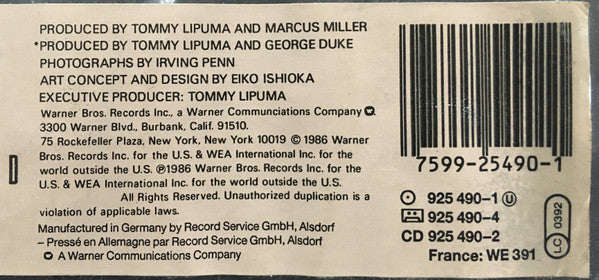 PRODUCED BY TOMMY LIPUMA AND MARCUS MILLER
*PRODUCED BY TOMMY LIPUMA AND GEORGE DUKE
PHOTOGRAPHS BY IRVING PENN
ART CONCEPT AND DESIGN BY EIKO ISHIOKA
EXECUTIVE PRODUCER: TOMMY LIPUMA
Warner Bros. Records Inc., a Warner Communciations Company
3300 Warner Blvd., Burbank, Calif. 91510.
75 Rockefeller Plaza, New York, New York 10019 © 1986 Warner
Bros. Records Inc. for the U.S. & WEA International Inc. for the
world outside the U.S. ℗1986 Warner Bros. Records Inc. for the
U.S. & WEA International Inc. for the world outside the U.S.
All Rights Reserved. Unauthorized duplication is a
violation of applicable laws.
Manufactured in Germany by Record Service GmbH, Alsdorf
– Pressé en Allemagne par Record Service GmbH, Alsdorf
A Warner Communications Company
7599-25490-1
925 490-1 Ⓤ
925 490-4
CD 925 490-2
France: WE 391
LC 0392